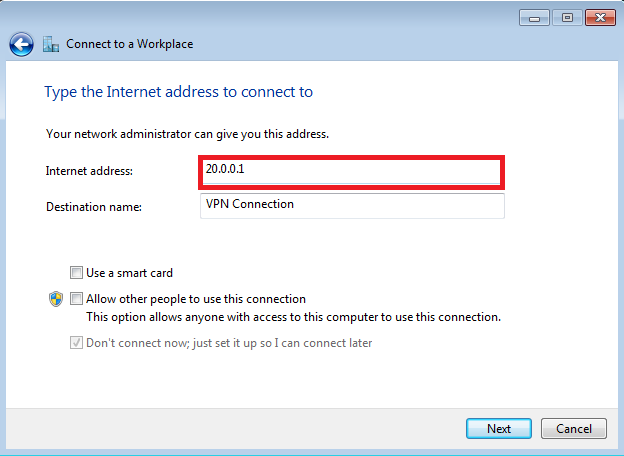 Connect to a Workplace
Type the Internet address to connect to
Your network administrator can give you this address.
Internet address: 20.0.0.1
Destination name: VPN Connection
Use a smart card
Allow other people to use this connection
This option allows anyone with access to this computer to use this connection.
Don't connect now; just set it up so I can connect later
Next Cancel